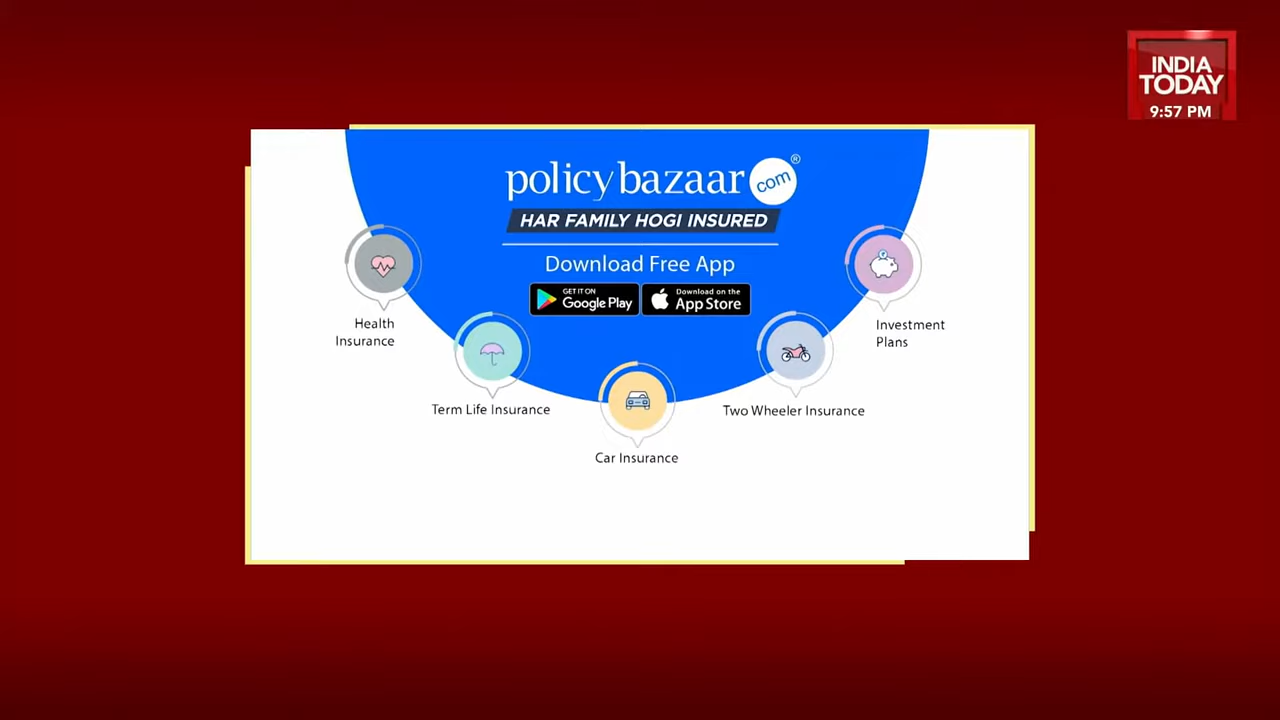 INDIA
TODAY
9:57 PM
policybazaar com ®
HAR FAMILY HOGI INSURED
Download Free App
GET IT ON
Google Play
Download on the
App Store
Health
Insurance
Term Life Insurance
Car Insurance
Two Wheeler Insurance
Investment
Plans